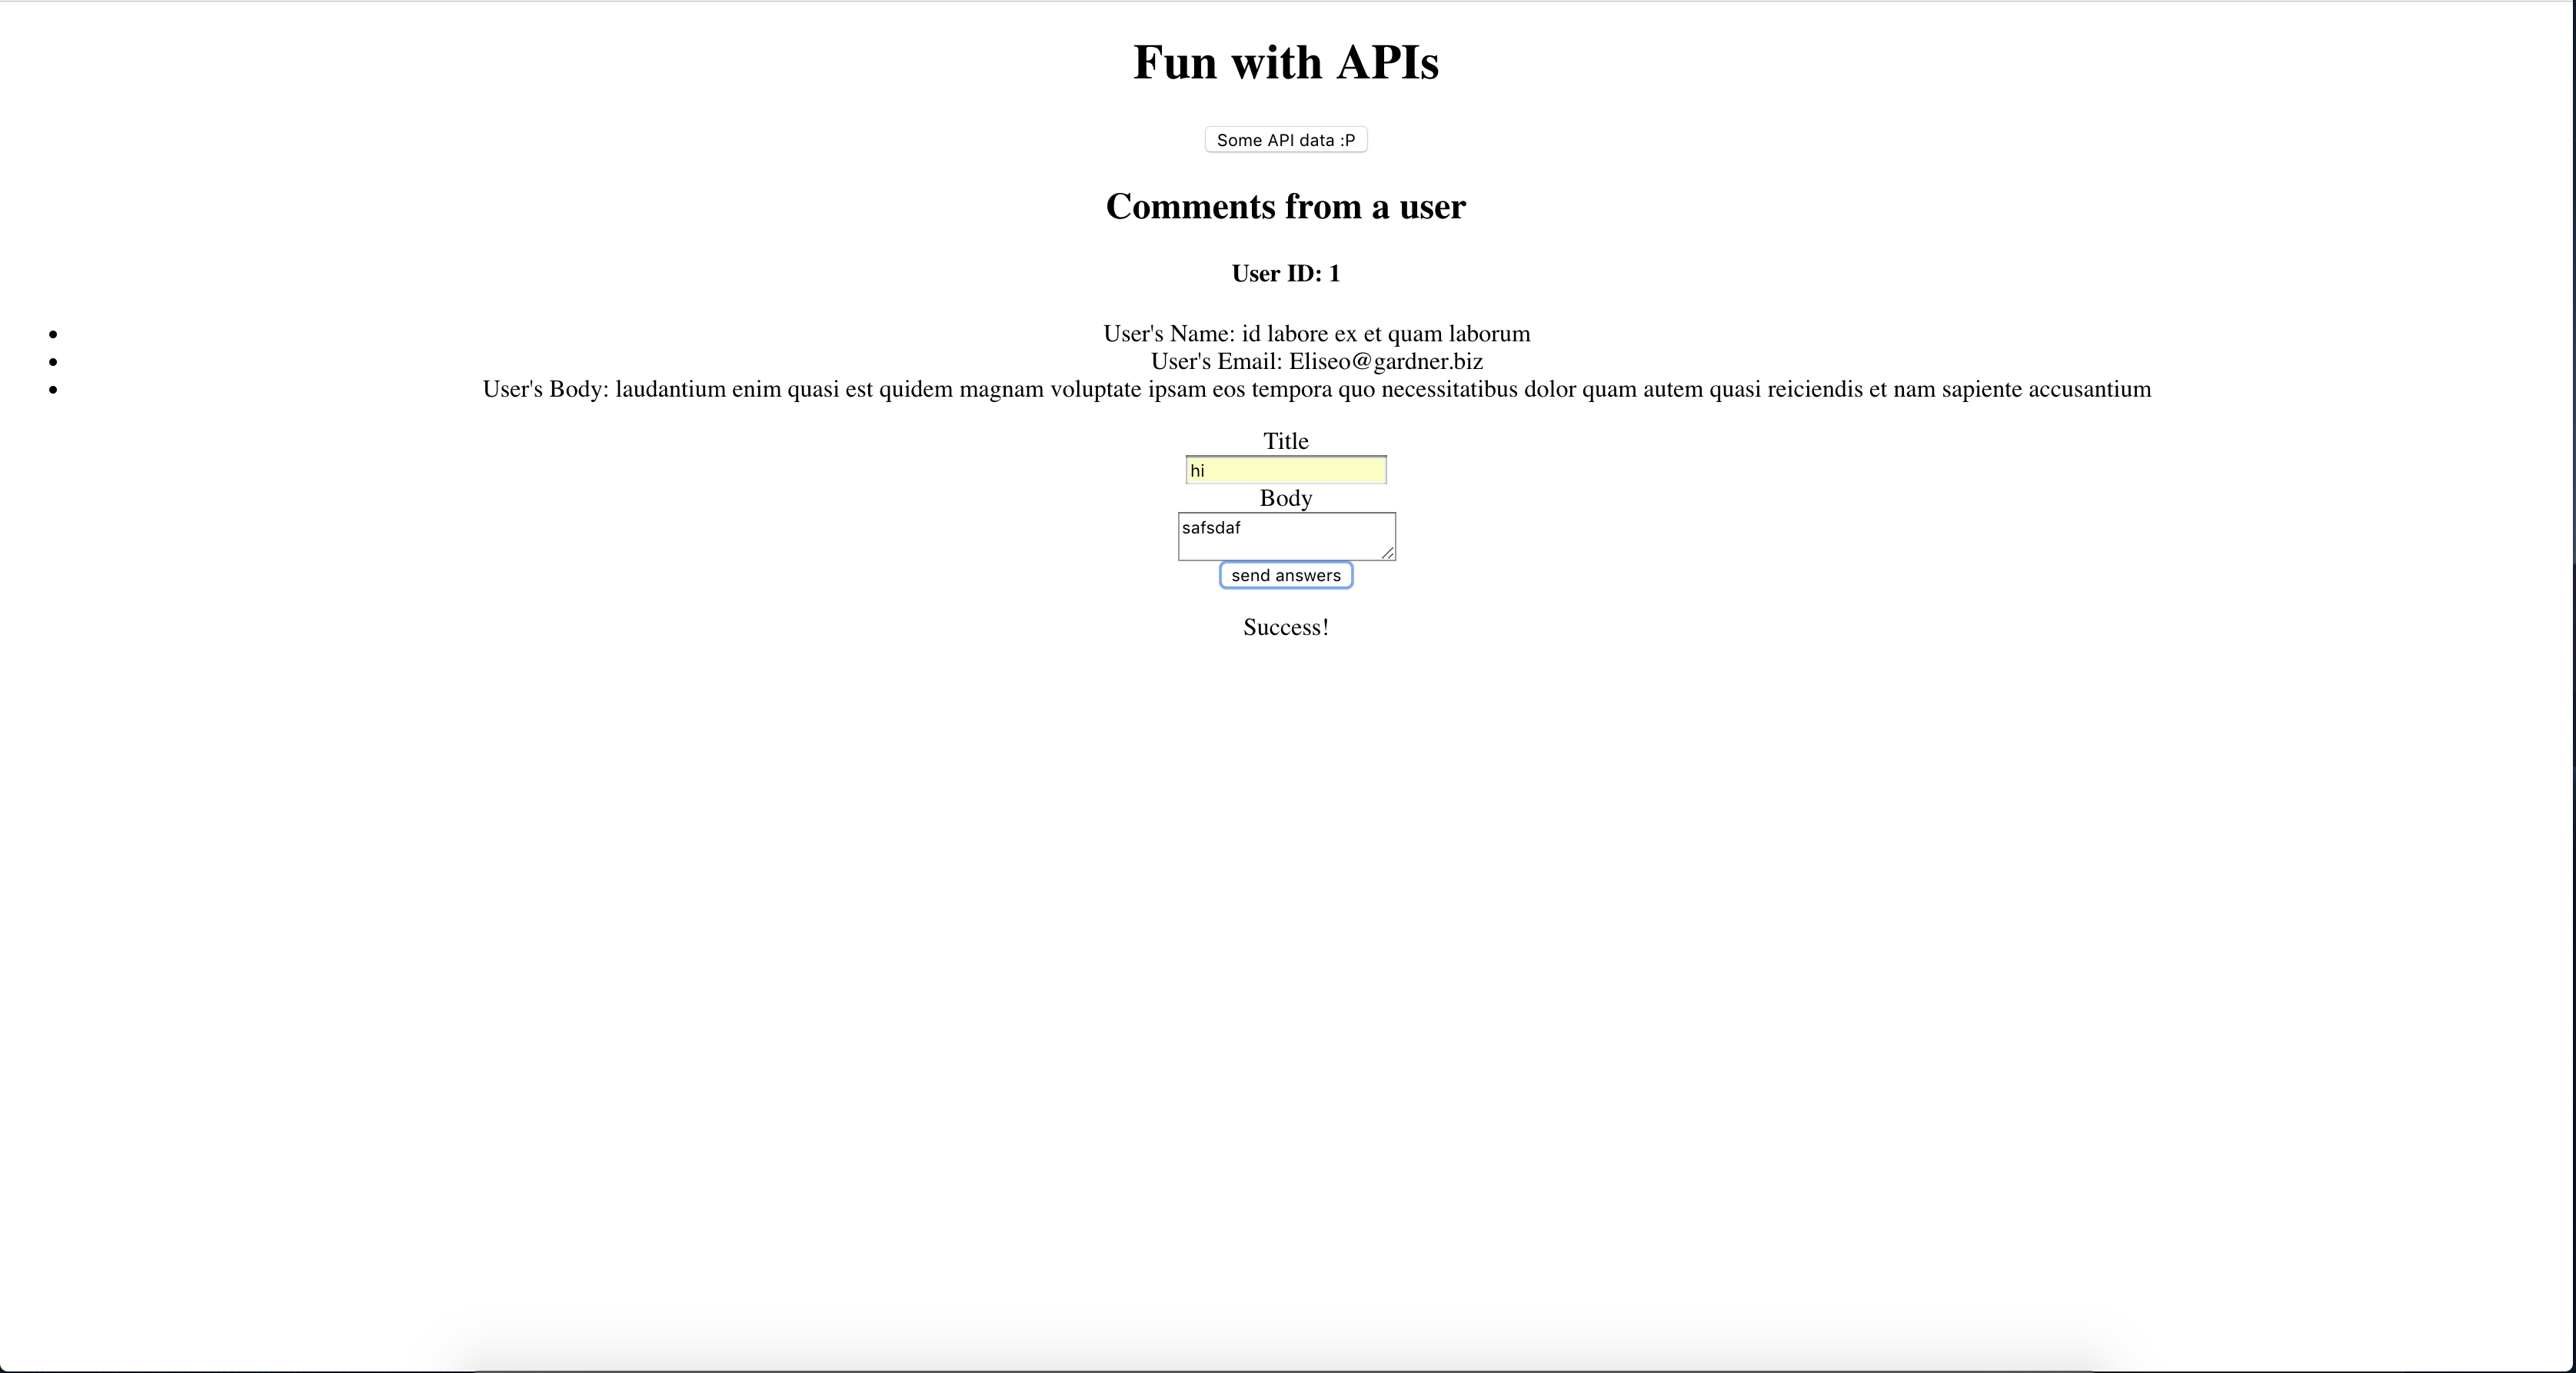 Fun with APIs
Some API data :P
Comments from a user
User ID: 1
User's Name: id labore ex et quam laborum
User's Email: Eliseo@gardner.biz
User's Body: laudantium enim quasi est quidem magnam voluptate ipsam eos tempora quo necessitatibus dolor quam autem quasi reiciendis et nam sapiente accusantium
Title
hi
Body
safsdaf
send answers
Success!